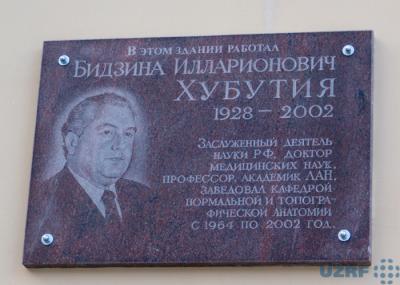 В ЭТОМ ЗДАНИИ РАБОТАЛ
БИДЗИНА ИЛЛАРИОНОВИЧ
ХУБУТИЯ
1928 – 2002
ЗАСЛУЖЕННЫЙ ДЕЯТЕЛЬ
НАУКИ РФ, ДОКТОР
МЕДИЦИНСКИХ НАУК,
ПРОФЕССОР, АКАДЕМИК ЛАН,
ЗАВЕДОВАЛ КАФЕДРОЙ
НОРМАЛЬНОЙ И ТОПОГРА-
ФИЧЕСКОЙ АНАТОМИИ
С 1964 ПО 2002 ГОД.
UZRF